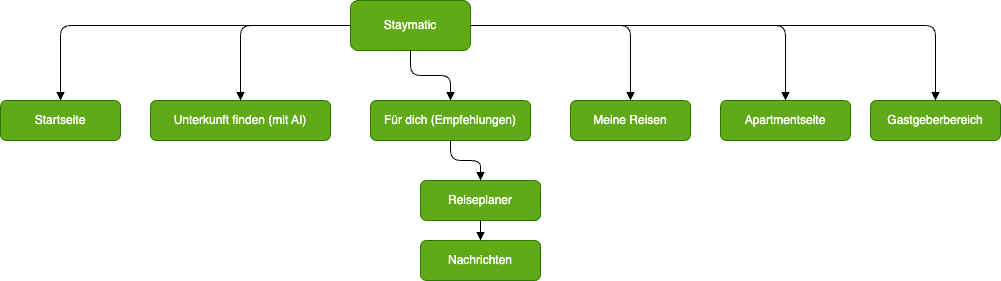 Staymatic
Startseite
Unterkunft finden (mit AI)
Für dich (Empfehlungen)
Meine Reisen
Apartmentseite
Gastgeberbereich
Reiseplaner
Nachrichten